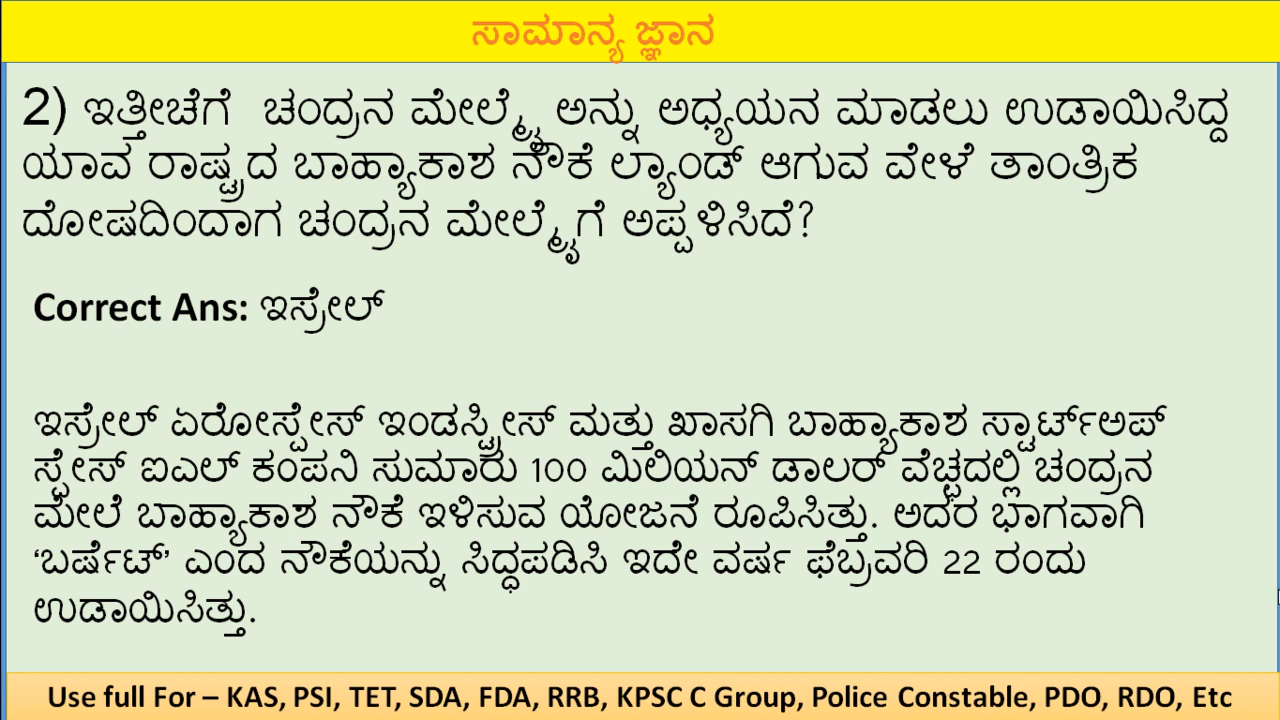 ಸಾಮಾನ್ಯ ಜ್ಞಾನ
2) ಇತ್ತೀಚೆಗೆ ಚಂದ್ರನ ಮೇಲ್ಮೈ ಅನ್ನು ಅಧ್ಯಯನ ಮಾಡಲು ಉಡಾಯಿಸಿದ್ದ
ಯಾವ ರಾಷ್ಟ್ರದ ಬಾಹ್ಯಾಕಾಶ ನೌಕೆ ಲ್ಯಾಂಡ್ ಆಗುವ ವೇಳೆ ತಾಂತ್ರಿಕ
ದೋಷದಿಂದಾಗ ಚಂದ್ರನ ಮೇಲ್ಮೈಗೆ ಅಪ್ಪಳಿಸಿದೆ?
Correct Ans: ಇಸ್ರೇಲ್
ಇಸ್ರೇಲ್ ಏರೋಸ್ಪೇಸ್ ಇಂಡಸ್ಟ್ರೀಸ್ ಮತ್ತು ಖಾಸಗಿ ಬಾಹ್ಯಾಕಾಶ ಸ್ಟಾರ್ಟ್‌ಅಪ್
ಸ್ಪೇಸ್ ಐಎಲ್ ಕಂಪನಿ ಸುಮಾರು 100 ಮಿಲಿಯನ್ ಡಾಲರ್ ವೆಚ್ಚದಲ್ಲಿ ಚಂದ್ರನ
ಮೇಲೆ ಬಾಹ್ಯಾಕಾಶ ನೌಕೆ ಇಳಿಸುವ ಯೋಜನೆ ರೂಪಿಸಿತ್ತು. ಅದರ ಭಾಗವಾಗಿ
‘ಬರ್ಷೆಟ್’ ಎಂದ ನೌಕೆಯನ್ನು ಸಿದ್ಧಪಡಿಸಿ ಇದೇ ವರ್ಷ ಫೆಬ್ರವರಿ 22 ರಂದು
ಉಡಾಯಿಸಿತ್ತು.
Use full For – KAS, PSI, TET, SDA, FDA, RRB, KPSC C Group, Police Constable, PDO, RDO, Etc